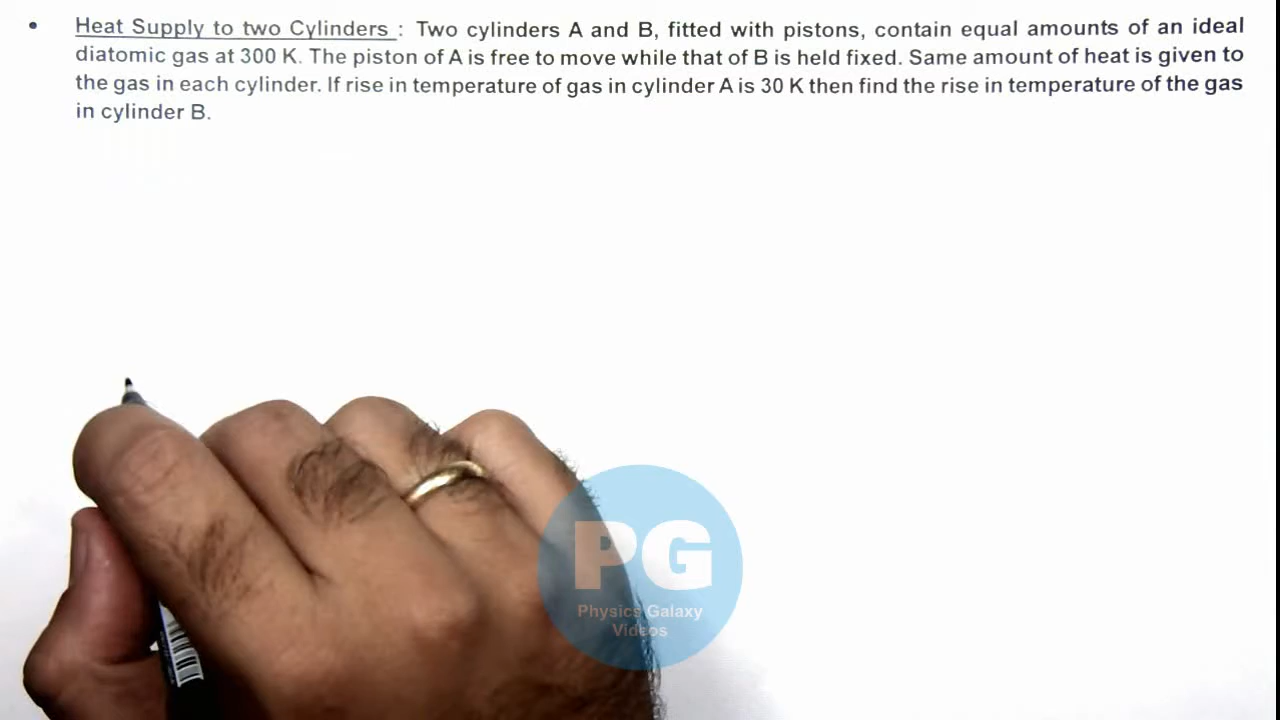 • Heat Supply to two Cylinders : Two cylinders A and B, fitted with pistons, contain equal amounts of an ideal
diatomic gas at 300 K. The piston of A is free to move while that of B is held fixed. Same amount of heat is given to
the gas in each cylinder. If rise in temperature of gas in cylinder A is 30 K then find the rise in temperature of the gas
in cylinder B.
PG
Physics Galaxy
Videos